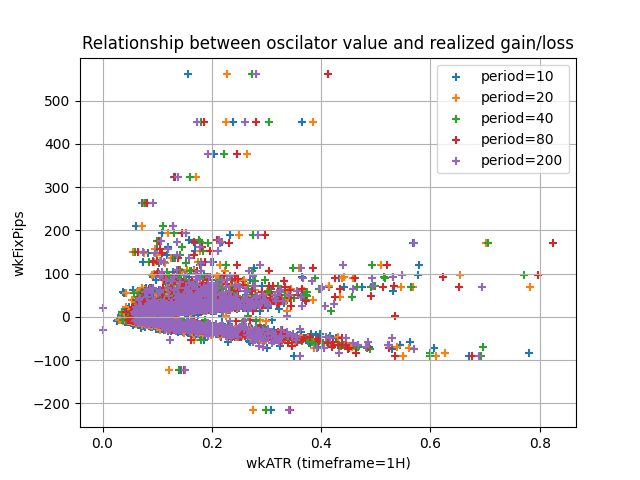 Relationship between oscilator value and realized gain/loss
period=10
period=20
period=40
period=80
period=200
wkFixPips
500
400
300
200
100
0
−100
−200
0.0 0.2 0.4 0.6 0.8
wkATR (timeframe=1H)